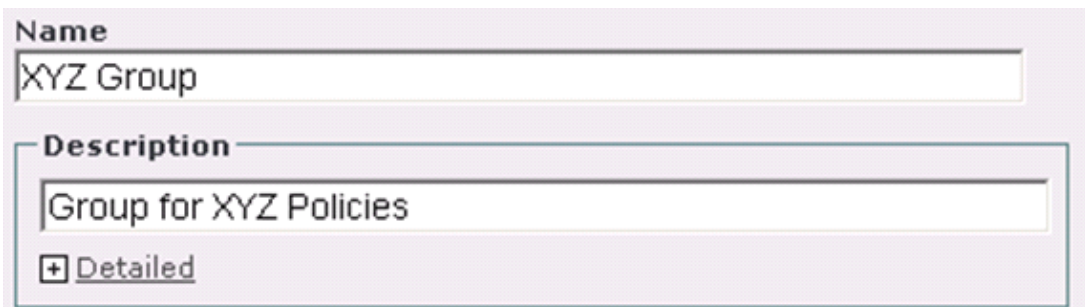 Name
XYZ Group
Description
Group for XYZ Policies
Detailed